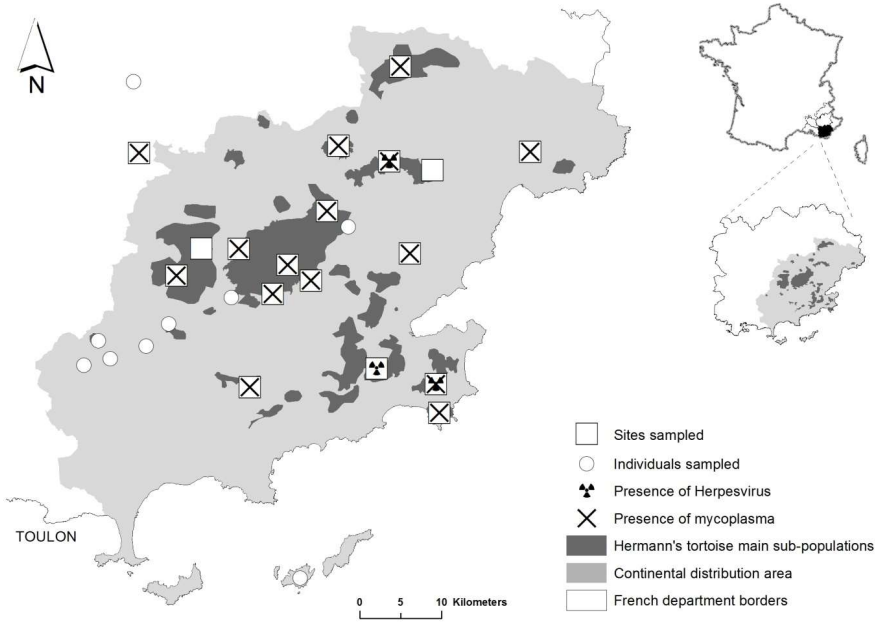 N
TOULON
Sites sampled
Individuals sampled
Presence of Herpesvirus
Presence of mycoplasma
Hermann's tortoise main sub-populations
Continental distribution area
French department borders
0 5 10 Kilometers